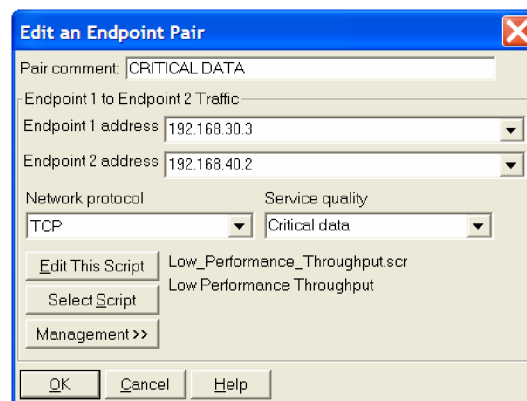 Edit an Endpoint Pair
Pair comment: CRITICAL DATA
Endpoint 1 to Endpoint 2 Traffic
Endpoint 1 address 192.168.30.3
Endpoint 2 address 192.168.40.2
Network protocol Service quality
TCP Critical data
Edit This Script Low_Performance_Throughput.scr
Select Script Low Performance Throughput
Management >>
OK Cancel Help